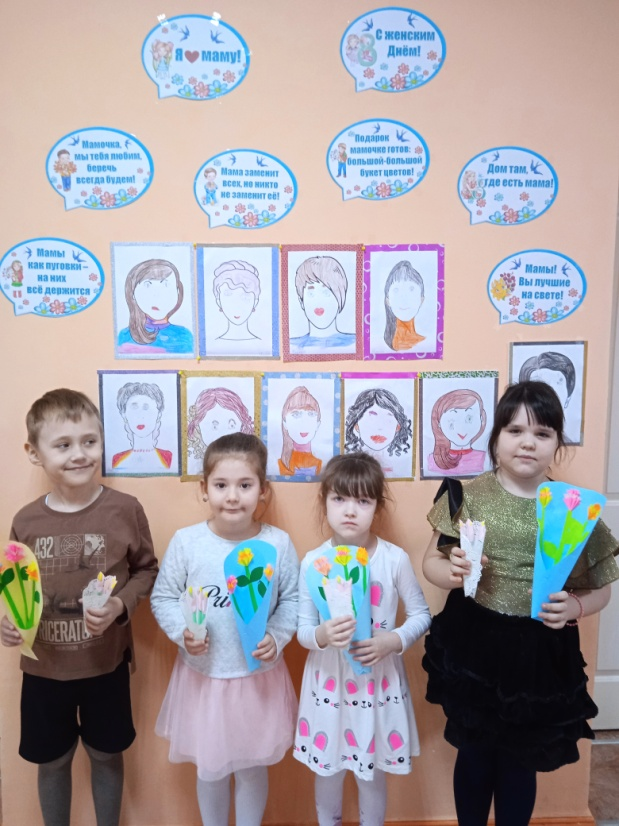 Я маму!
С женским
8 Днём!
Мамочка,
мы тебя любим,
беречь
всегда будем!
Мама заменит
всех, но никто
не заменит её!
Подарок
мамочке готов:
большой-большой
букет цветов!
Дом там,
где есть мама!
Мамы
как пуговки –
на них
всё держится
Мамы!
Вы лучшие
на свете!
432